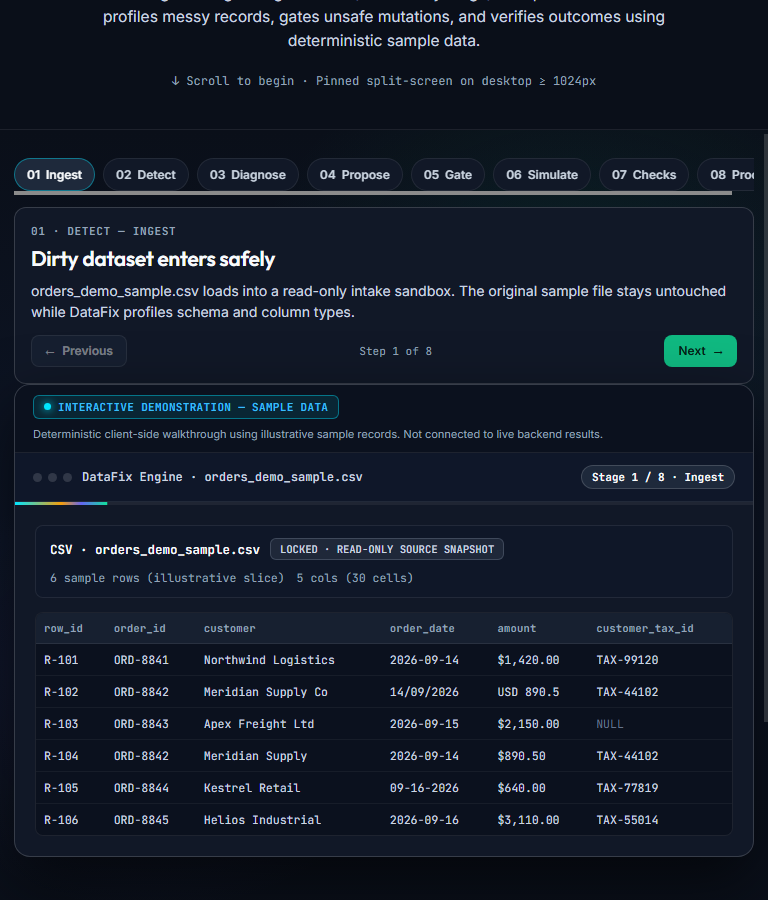 profiles messy records, gates unsafe mutations, and verifies outcomes using
deterministic sample data.
↓ Scroll to begin · Pinned split-screen on desktop ≥ 1024px
01 Ingest 02 Detect 03 Diagnose 04 Propose 05 Gate 06 Simulate 07 Checks 08
01 · DETECT — INGEST
Dirty dataset enters safely
orders_demo_sample.csv loads into a read-only intake sandbox. The original sample file stays untouched
while DataFix profiles schema and column types.
← Previous Step 1 of 8 Next →
INTERACTIVE DEMONSTRATION — SAMPLE DATA
Deterministic client-side walkthrough using illustrative sample records. Not connected to live backend results.
DataFix Engine · orders_demo_sample.csv Stage 1 / 8 · Ingest
CSV · orders_demo_sample.csv LOCKED · READ-ONLY SOURCE SNAPSHOT
6 sample rows (illustrative slice) 5 cols (30 cells)
row_id order_id customer order_date amount customer_tax_id
R-101 ORD-8841 Northwind Logistics 2026-09-14 $1,420.00 TAX-99120
R-102 ORD-8842 Meridian Supply Co 14/09/2026 USD 890.5 TAX-44102
R-103 ORD-8843 Apex Freight Ltd 2026-09-15 $2,150.00 NULL
R-104 ORD-8842 Meridian Supply 2026-09-14 $890.50 TAX-44102
R-105 ORD-8844 Kestrel Retail 09-16-2026 $640.00 TAX-77819
R-106 ORD-8845 Helios Industrial 2026-09-16 $3,110.00 TAX-55014